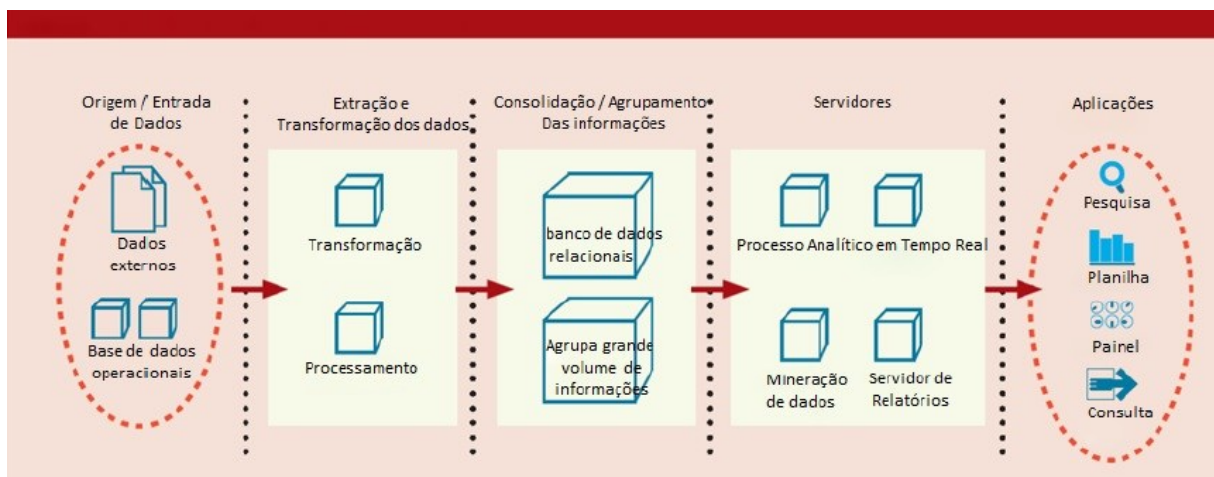 Origem / Entrada
de Dados
Dados
externos
Base de dados
operacionais
Extração e
Transformação dos dados
Transformação
Processamento
Consolidação / Agrupamento
Das informações
banco de dados
relacionais
Agrupa grande
volume de
informações
Servidores
Processo Analítico em Tempo Real
Mineração
de dados
Servidor de
Relatórios
Aplicações
Pesquisa
Planilha
Painel
Consulta